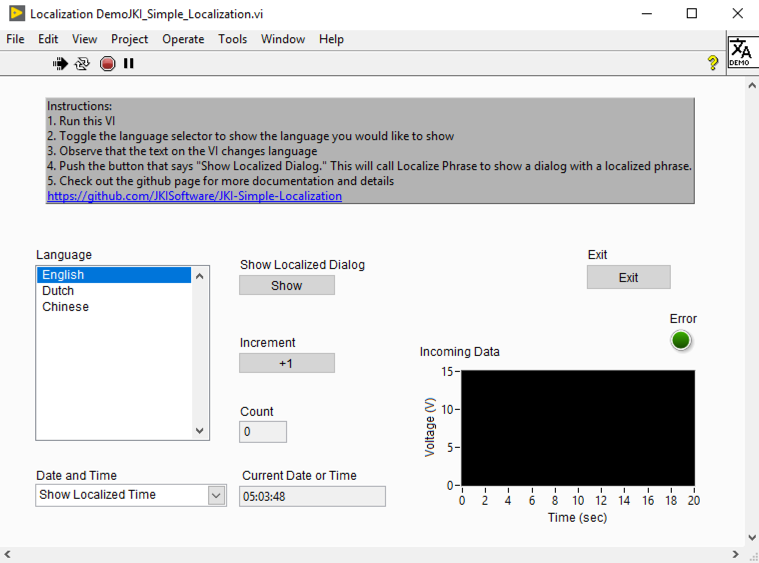 Localization DemoJKI_Simple_Localization.vi
File Edit View Project Operate Tools Window Help
DEMO
Instructions:
1. Run this VI
2. Toggle the language selector to show the language you would like to show
3. Observe that the text on the VI changes language
4. Push the button that says "Show Localized Dialog." This will call Localize Phrase to show a dialog with a localized phrase.
5. Check out the github page for more documentation and details
https://github.com/JKISoftware/JKI-Simple-Localization
Language
English
Dutch
Chinese
Show Localized Dialog
Show
Exit
Exit
Increment
+1
Error
Count
0
Incoming Data
15
10
5
0
Voltage (V)
0 2 4 6 8 10 12 14 16 18 20
Time (sec)
Date and Time
Show Localized Time
Current Date or Time
05:03:48